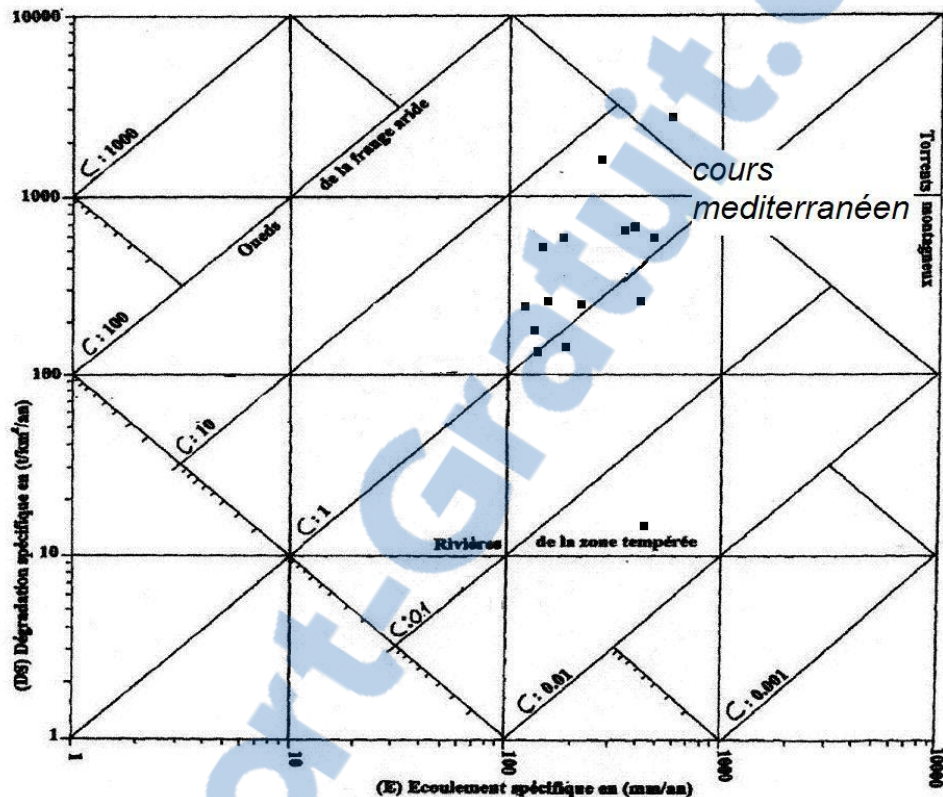 10000
1000
100
10
1
(DS) Dégradation spécifique en (t/km²/an)
C : 1000
C : 100
C : 10
C : 1
C : 0.1
C : 0.01
C : 0.001
Oueds
de la frange aride
cours
mediterranéen
Torrents montagneux
Rivières
de la zone tempérée
1
10
100
1000
10000
(E) Ecoulement spécifique en (mm/an)
ort-Gratuit.c